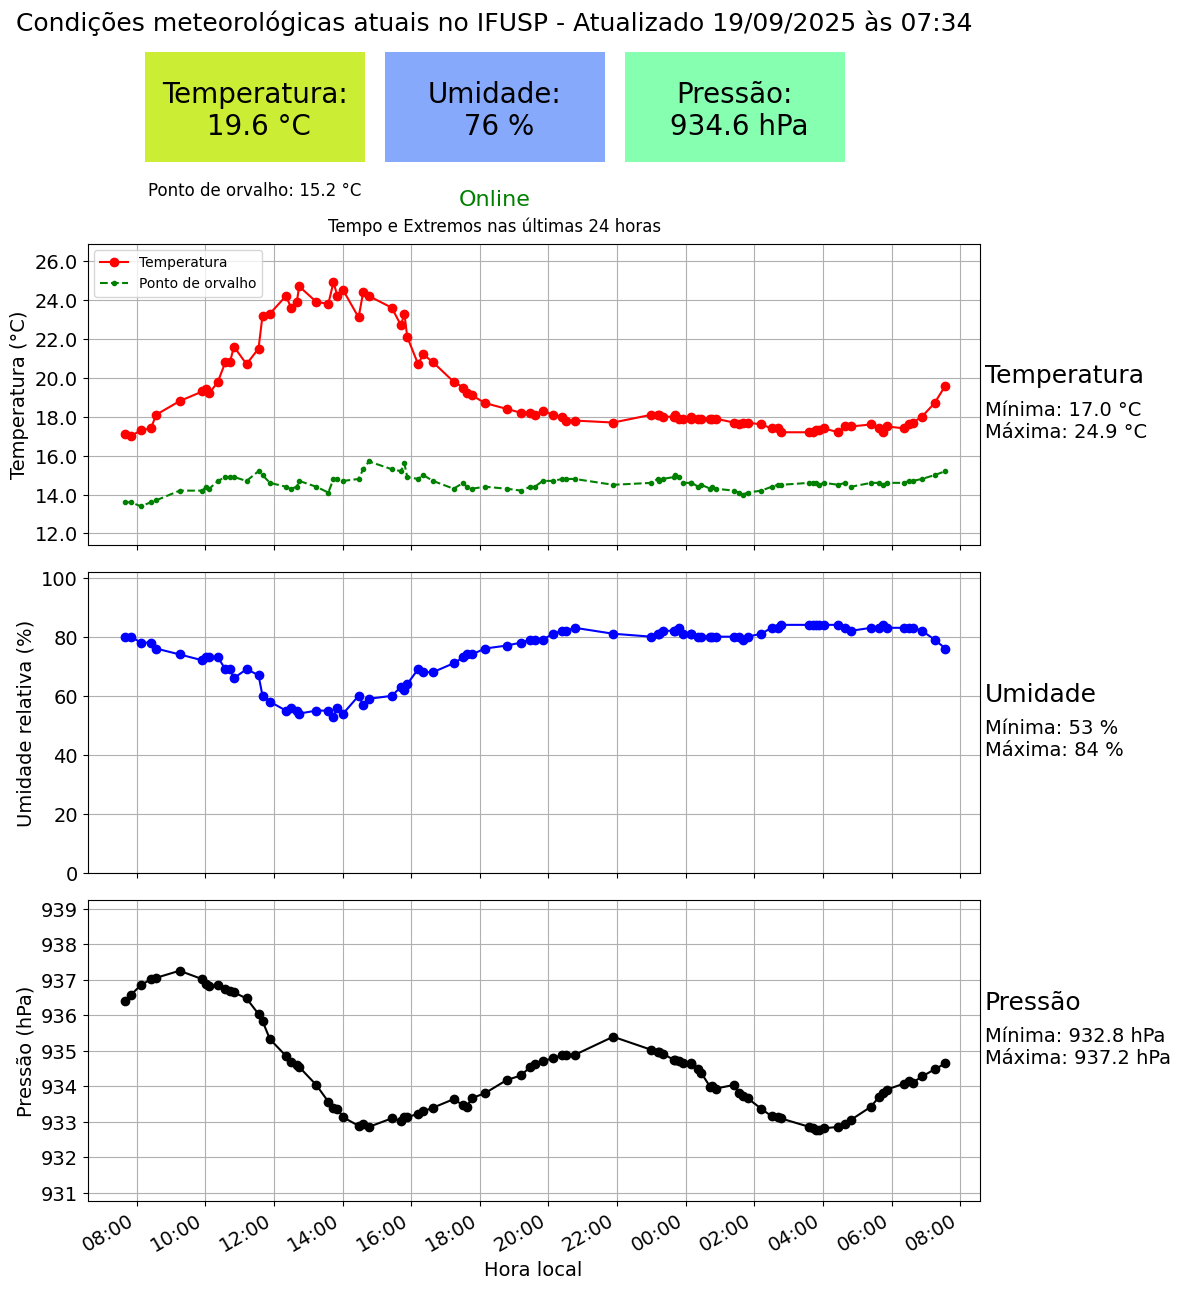 Condições meteorológicas atuais no IFUSP - Atualizado 19/09/2025 às 07:34
Temperatura:
19.6 °C
Umidade:
76 %
Pressão:
934.6 hPa
Ponto de orvalho: 15.2 °C
Online
Tempo e Extremos nas últimas 24 horas
Temperatura (°C)
26.0
24.0
22.0
20.0
18.0
16.0
14.0
12.0
Temperatura
Ponto de orvalho
Temperatura
Mínima: 17.0 °C
Máxima: 24.9 °C
Umidade relativa (%)
100
80
60
40
20
0
Umidade
Mínima: 53 %
Máxima: 84 %
Pressão (hPa)
939
938
937
936
935
934
933
932
931
Pressão
Mínima: 932.8 hPa
Máxima: 937.2 hPa
08:00 10:00 12:00 14:00 16:00 18:00 20:00 22:00 00:00 02:00 04:00 06:00 08:00
Hora local